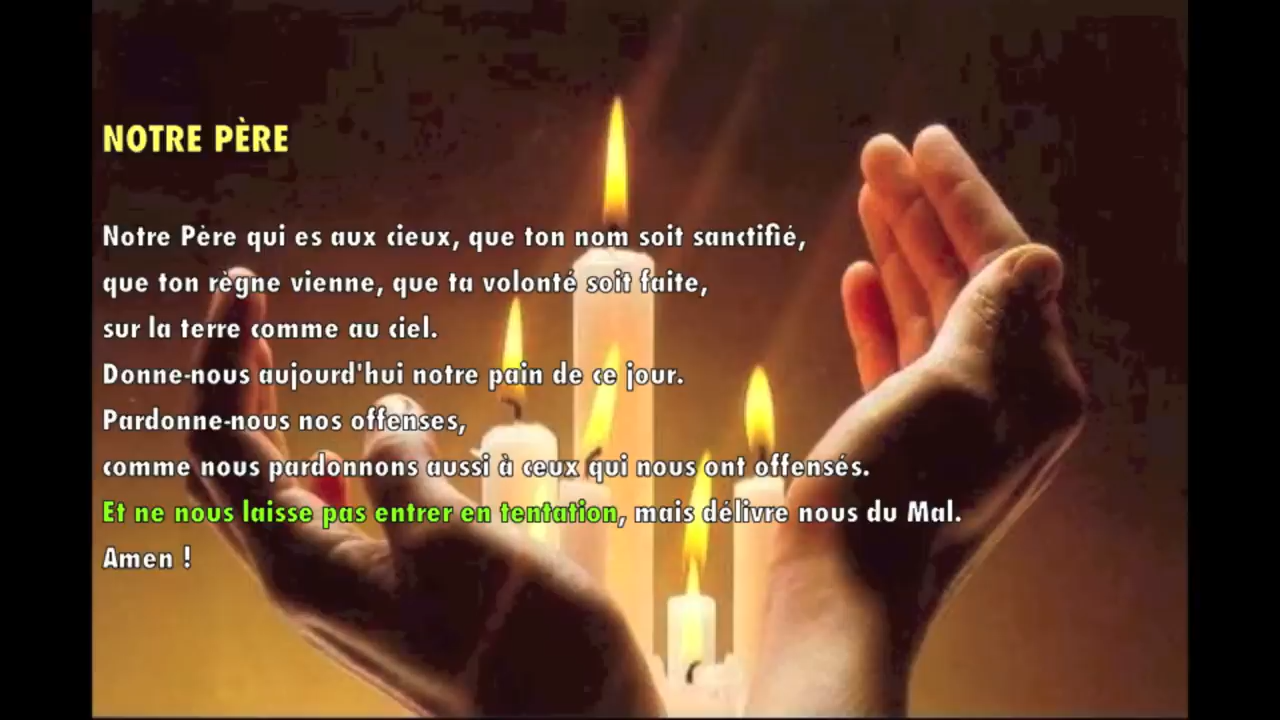 NOTRE PÈRE
Notre Père qui es aux cieux, que ton nom soit sanctifié,
que ton règne vienne, que ta volonté soit faite,
sur la terre comme au ciel.
Donne-nous aujourd'hui notre pain de ce jour.
Pardonne-nous nos offenses,
comme nous pardonnons aussi à ceux qui nous ont offensés.
Et ne nous laisse pas entrer en tentation, mais délivre nous du Mal.
Amen !